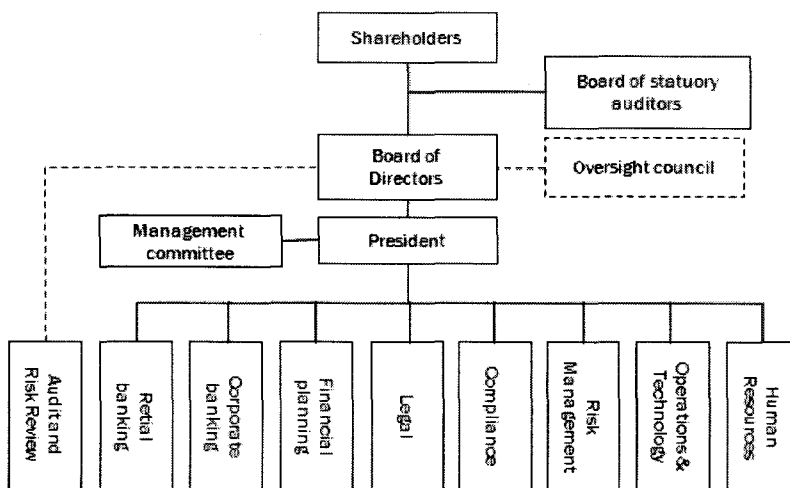 Shareholders
Board of statuory
auditors
Board of
Directors
Oversight council
Management
committee
President
Audit and
Risk Review
Retial
banking
Corporate
banking
Financial
planning
Legal
Compliance
Risk
Management
Operations &
Technology
Human
Resources